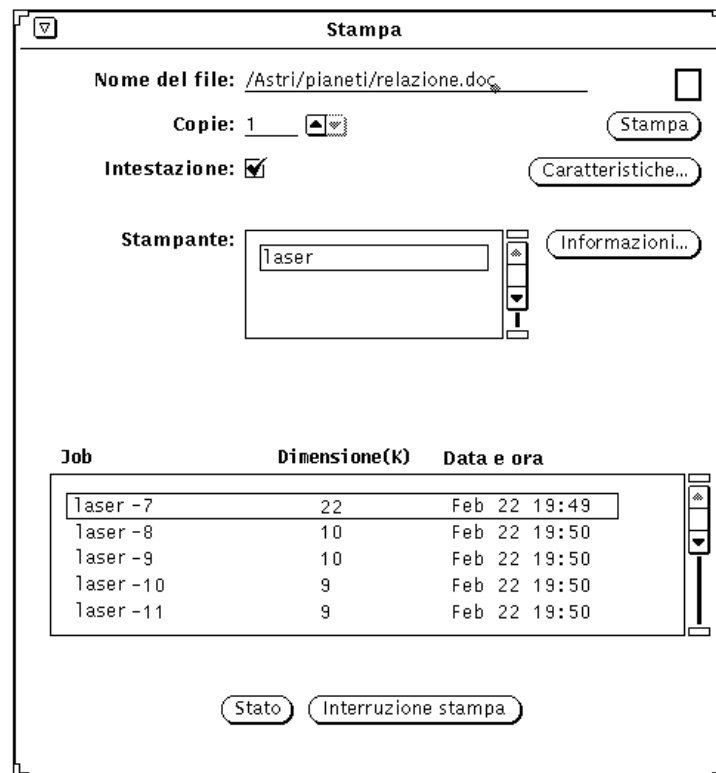 Stampa
Nome del file: /Astri/pianeti/relazione.doc
Copie: 1
Stampa
Intestazione:
Caratteristiche...
Stampante:
laser
Informazioni...
Job Dimensione(K) Data e ora
laser -7 22 Feb 22 19:49
laser -8 10 Feb 22 19:50
laser -9 10 Feb 22 19:50
laser -10 9 Feb 22 19:50
laser -11 9 Feb 22 19:50
Stato Interruzione stampa